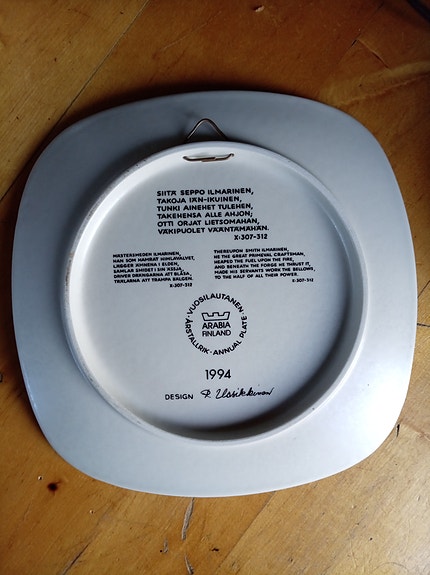 SIITÄ SEPPO ILMARINEN,
TAKOJA IÄN-IKUINEN,
TUNKI AINEHET TULEHEN,
TAKEHENSA ALLE AHJON;
OTTI ORJAT LIETSOMAHAN,
VÄKIPUOLET VÄÄNTÄMÄHÄN.
X:307-312
MÄSTERSMEDEN ILMARINEN,
HAN SOM HAMRAT HIMLAVALVET,
LÄGGER ÄMNENA I ELDEN,
SAMLAR SMIDET I SIN ÄSSJA,
DRIVER DRÄNGARNA ATT BLÅSA,
TRÄLARNA ATT TRAMPA BALGEN.
X:307-312
THEREUPON SMITH ILMARINEN,
HE THE GREAT PRIMEVAL CRAFTSMAN,
HEAPED THE FUEL UPON THE FIRE,
AND BENEATH THE FORGE HE THRUST IT,
MADE HIS SERVANTS WORK THE BELLOWS,
TO THE HALF OF ALL THEIR POWER.
X:307-312
VUOSILAUTANEN · ÅRSTALLRIK · ANNUAL PLATE ·
ARABIA
FINLAND
1994
DESIGN R. Uosikkinen